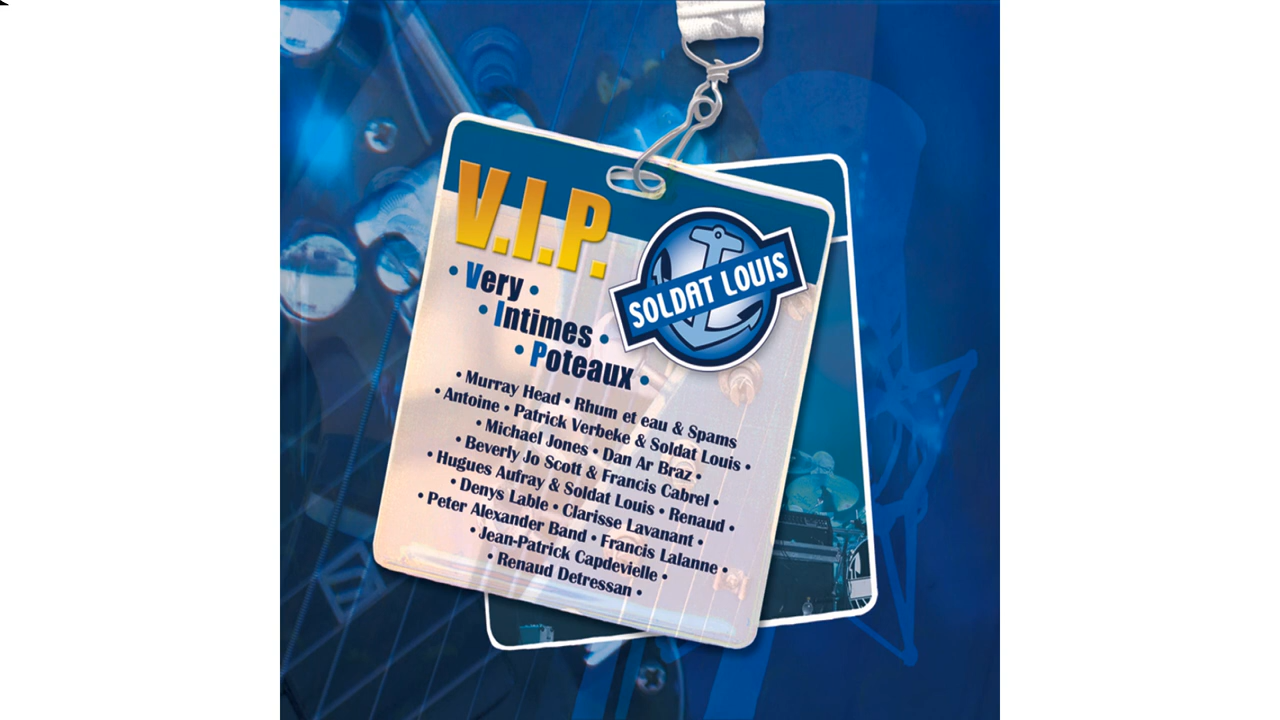 V.I.P.
SOLDAT LOUIS
• Very •
• Intimes •
• Poteaux •
• Murray Head • Rhum et eau & Spams
• Antoine • Patrick Verbeke & Soldat Louis •
• Michael Jones • Dan Ar Braz •
• Beverly Jo Scott & Francis Cabrel •
• Hugues Aufray & Soldat Louis • Renaud •
• Denys Lable • Clarisse Lavanant •
• Peter Alexander Band • Francis Lalanne •
• Jean-Patrick Capdevielle •
• Renaud Detressan •